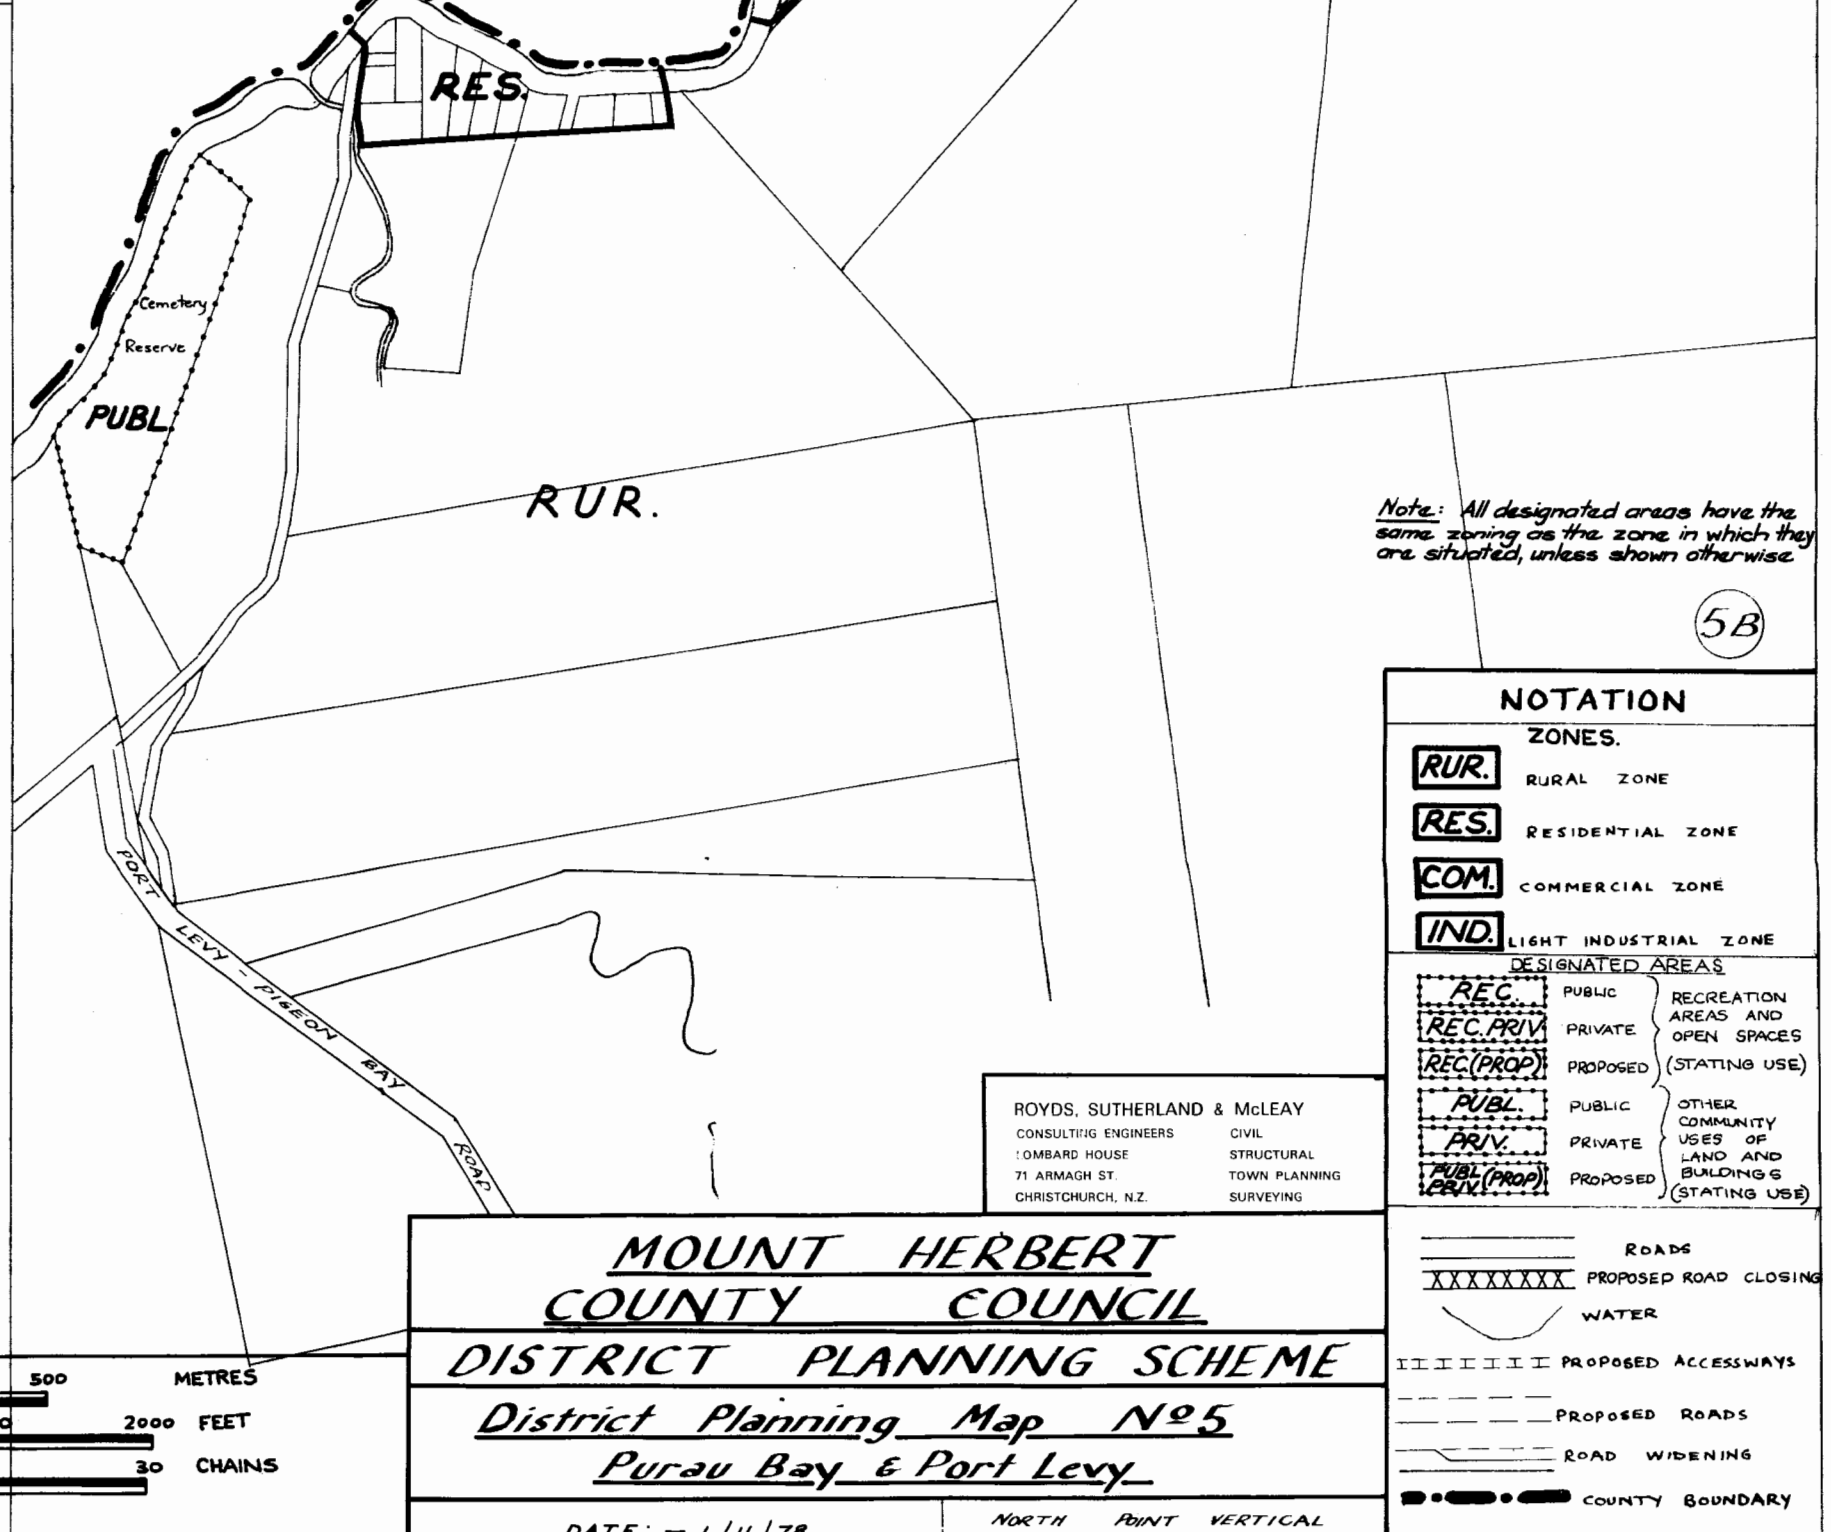 RES.
Cemetery
Reserve
PUBL.
RUR.
Note: All designated areas have the
same zoning as the zone in which they
are situated, unless shown otherwise
5B
PORT LEVY - PIGEON BAY ROAD
NOTATION
ZONES.
RUR. RURAL ZONE
RES. RESIDENTIAL ZONE
COM. COMMERCIAL ZONE
IND. LIGHT INDUSTRIAL ZONE
DESIGNATED AREAS
REC. PUBLIC
REC. PRIV. PRIVATE
REC.(PROP) PROPOSED
RECREATION
AREAS AND
OPEN SPACES
(STATING USE)
PUBL. PUBLIC
PRIV. PRIVATE
PUBL.
PRIV. (PROP) PROPOSED
OTHER
COMMUNITY
USES OF
LAND AND
BUILDINGS
(STATING USE)
ROADS
PROPOSED ROAD CLOSING
WATER
PROPOSED ACCESSWAYS
PROPOSED ROADS
ROAD WIDENING
COUNTY BOUNDARY
ROYDS, SUTHERLAND & McLEAY
CONSULTING ENGINEERS CIVIL
LOMBARD HOUSE STRUCTURAL
71 ARMAGH ST. TOWN PLANNING
CHRISTCHURCH, N.Z. SURVEYING
MOUNT HERBERT
COUNTY COUNCIL
DISTRICT PLANNING SCHEME
District Planning Map Nº5
Purau Bay & Port Levy
500 METRES
2000 FEET
30 CHAINS
DATE:
NORTH POINT VERTICAL